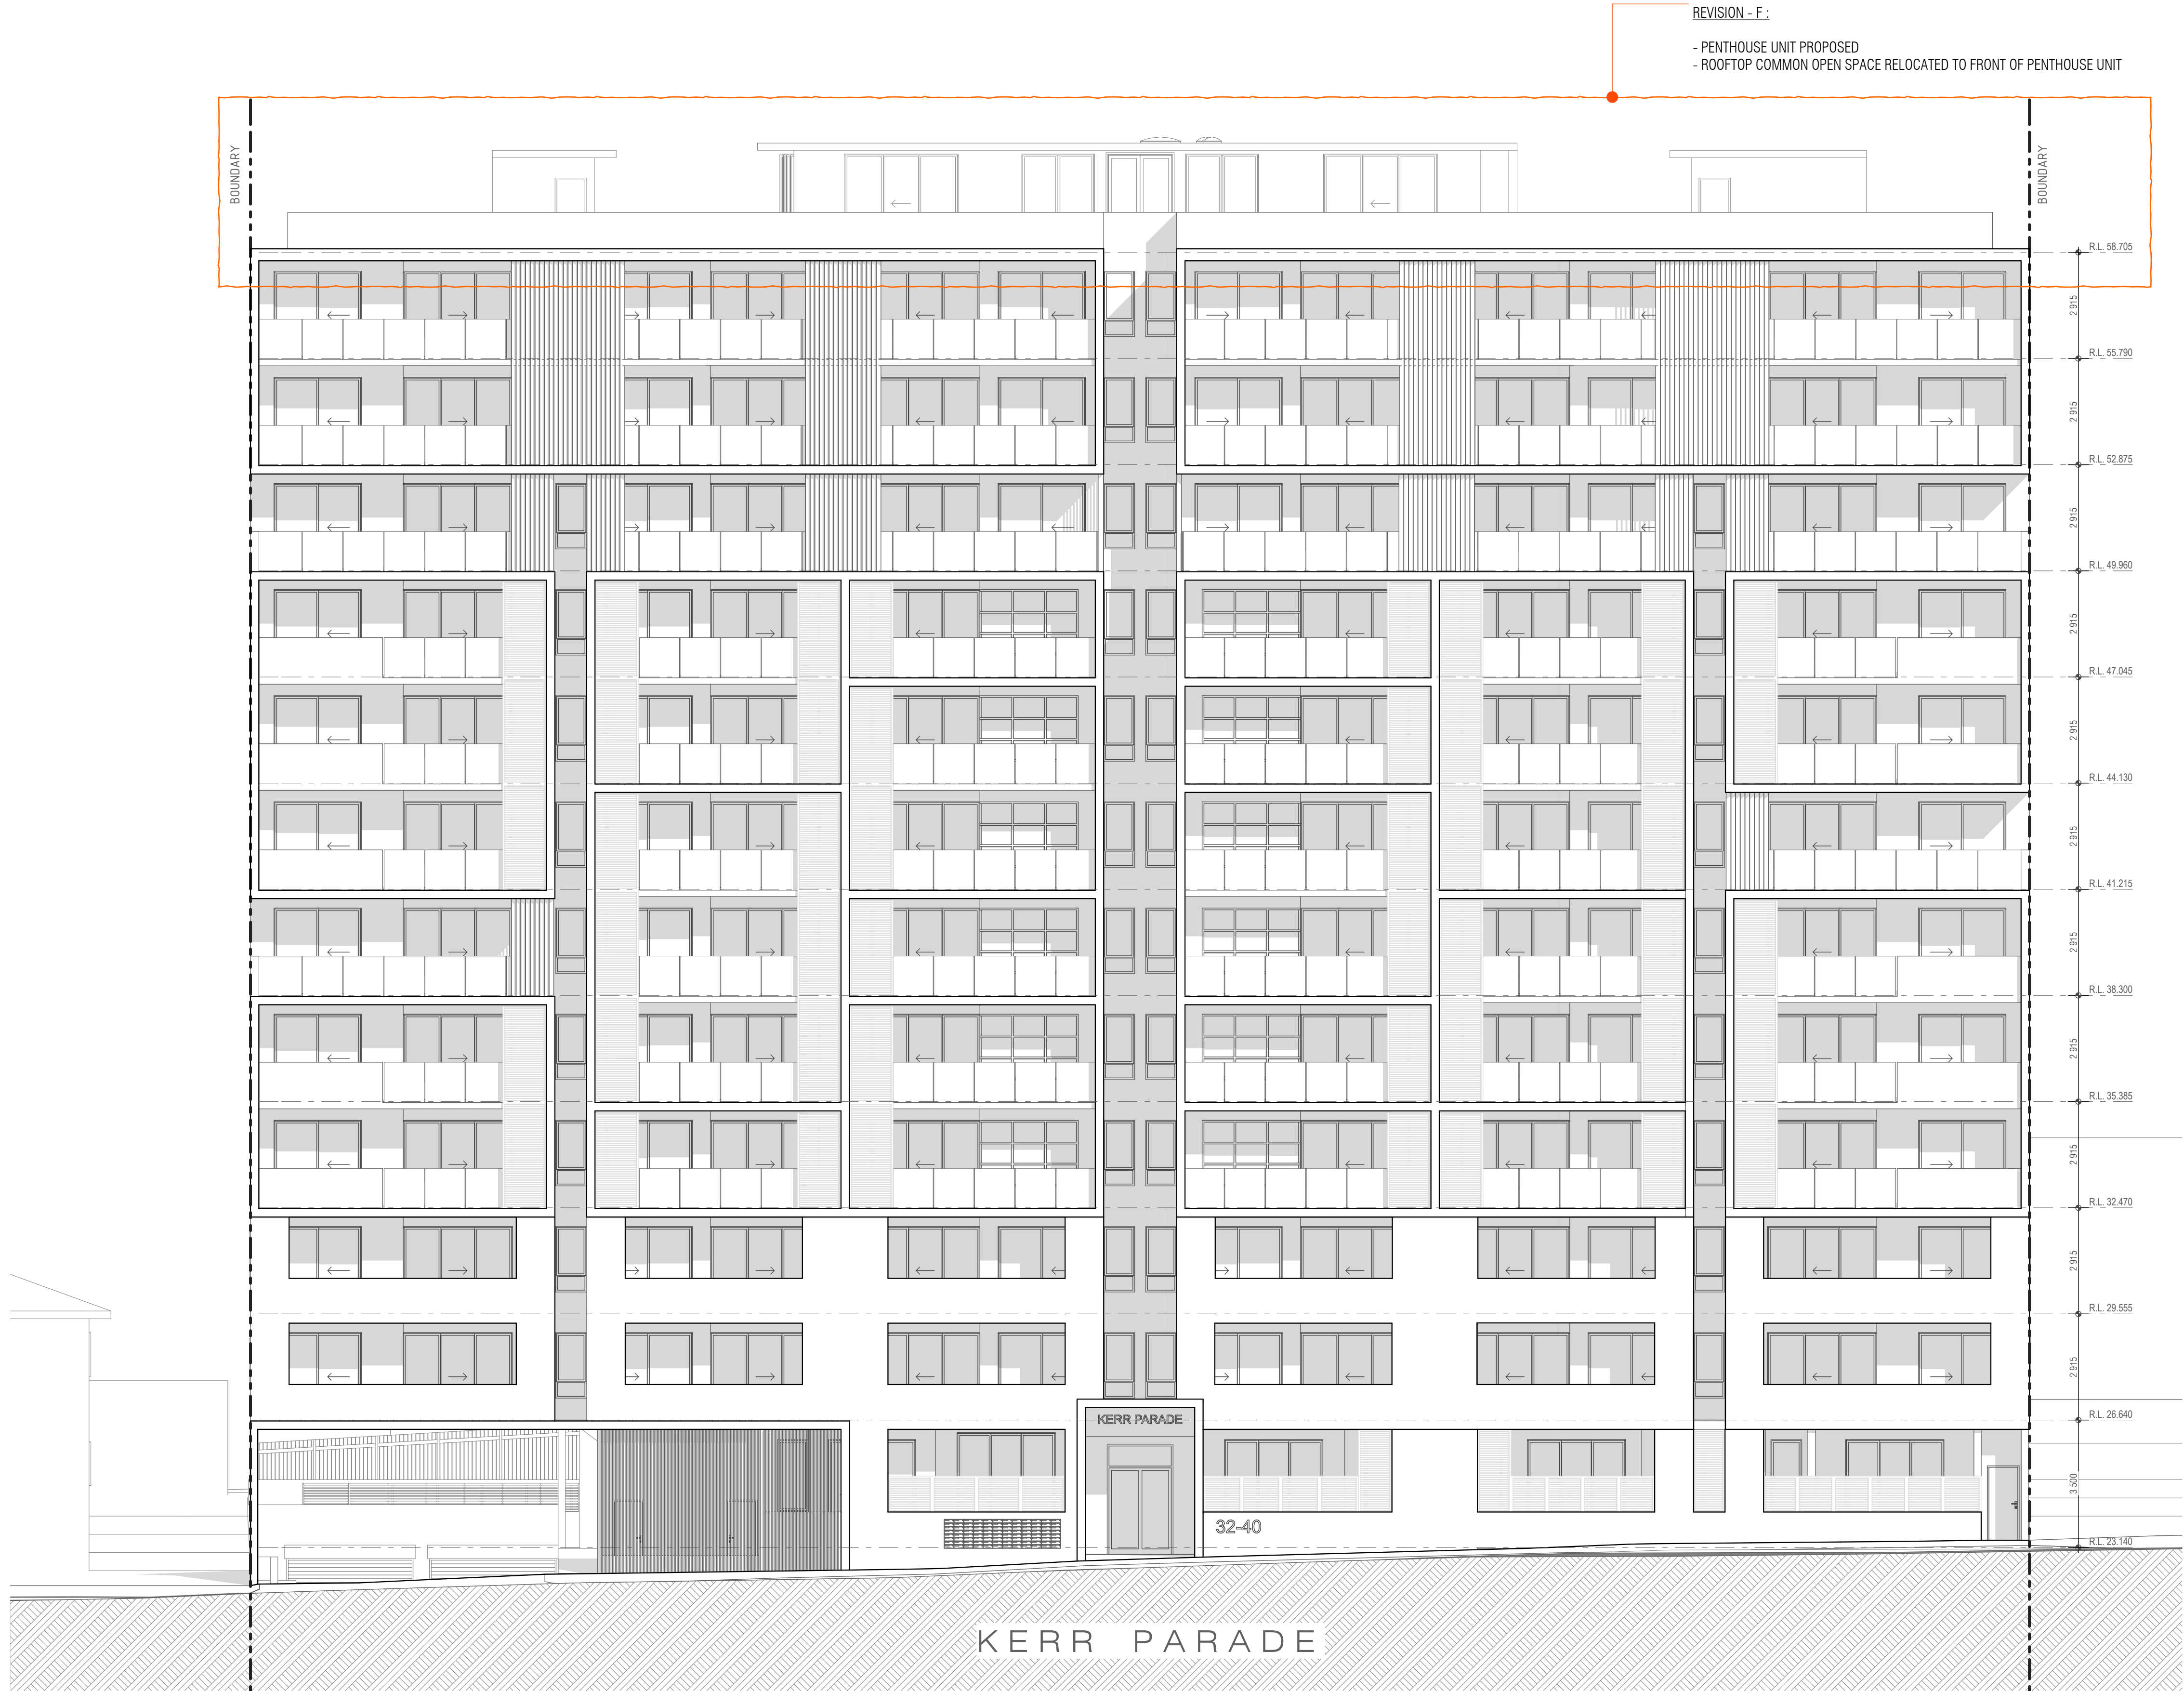 REVISION - F :
- PENTHOUSE UNIT PROPOSED
- ROOFTOP COMMON OPEN SPACE RELOCATED TO FRONT OF PENTHOUSE UNIT
BOUNDARY
BOUNDARY
R.L. 58.705
2 915
R.L. 55.790
2 915
R.L. 52.875
2 915
R.L. 49.960
2 915
R.L. 47.045
2 915
R.L. 44.130
2 915
R.L. 41.215
2 915
R.L. 38.300
2 915
R.L. 35.385
2 915
R.L. 32.470
2 915
R.L. 29.555
2 915
R.L. 26.640
KERR PARADE
3 500
32-40
R.L. 23.140
KERR PARADE